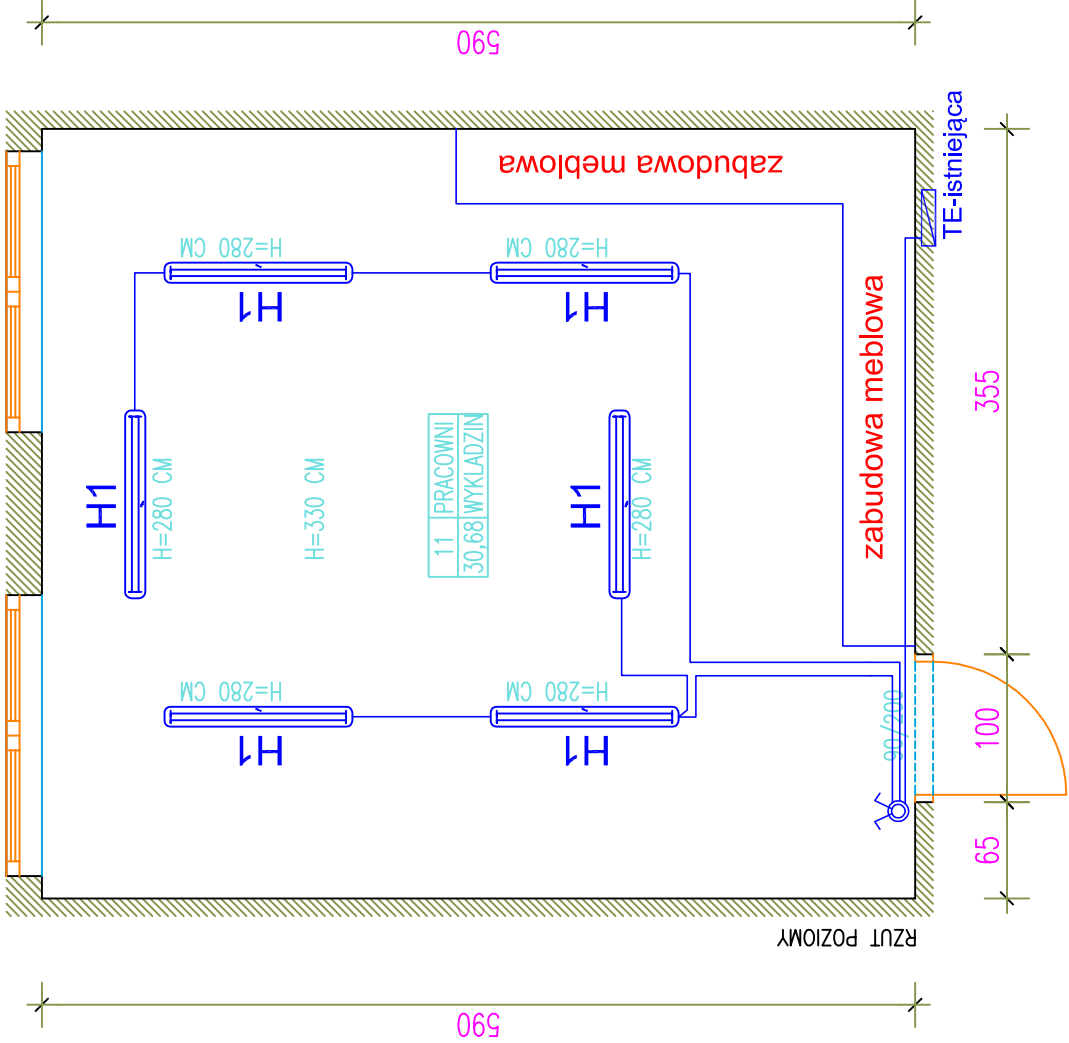 590
TE-istniejąca
zabudowa meblowa
H=280 CM
H=280 CM
H1
H1
zabudowa meblowa
355
H1
H=280 CM
H=330 CM
11 PRACOWNI
30,68 WYKLADZIN
H1
H=280 CM
H=280 CM
H=280 CM
H1
H1
90/200
100
65
RZUT POZIOMY
590